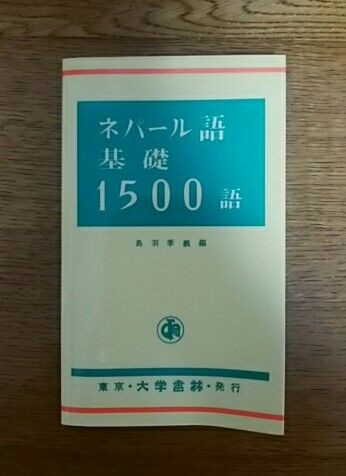 ネパール語
基礎
1500語
鳥羽季義編
東京・大学書林・発行